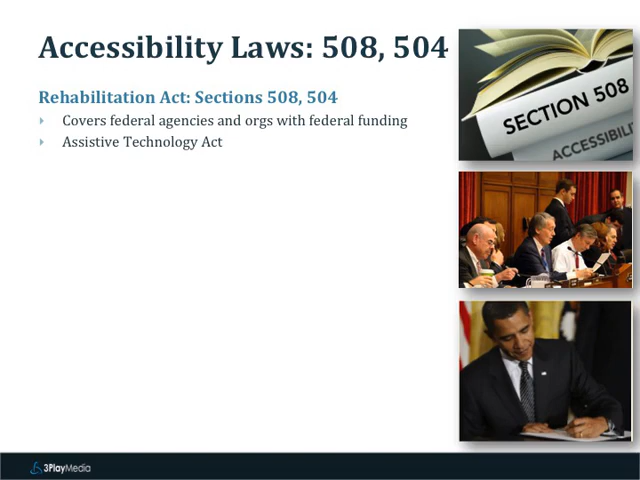 Accessibility Laws: 508, 504
Rehabilitation Act: Sections 508, 504
Covers federal agencies and orgs with federal funding
Assistive Technology Act
SECTION 508
ACCESSIBILI
3PlayMedia